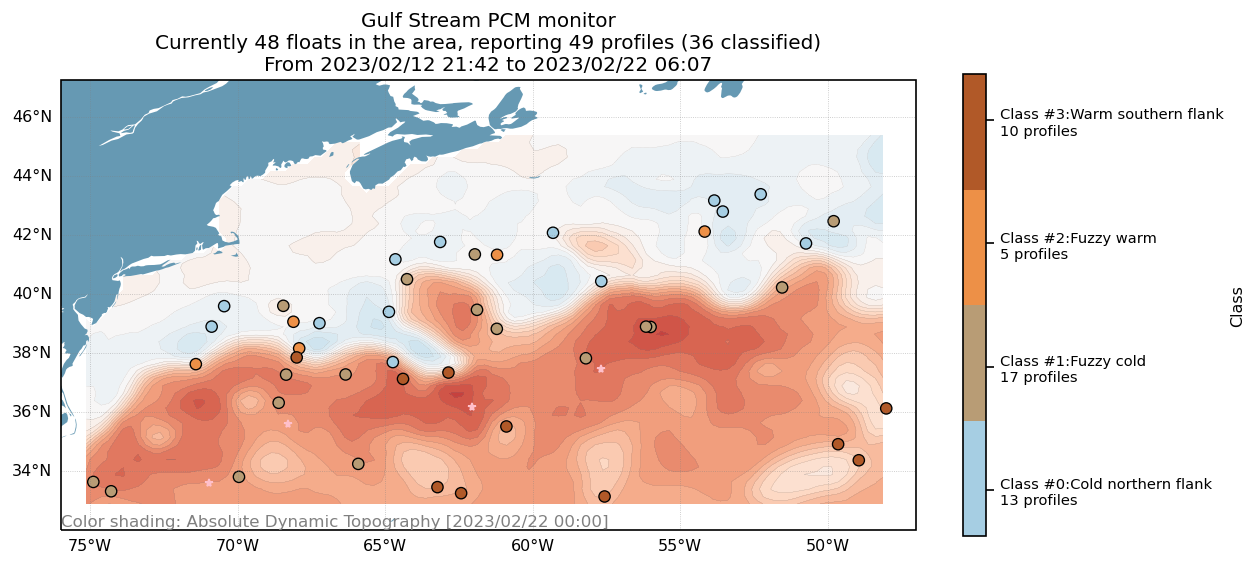 Gulf Stream PCM monitor
Currently 48 floats in the area, reporting 49 profiles (36 classified)
From 2023/02/12 21:42 to 2023/02/22 06:07
46°N
44°N
42°N
40°N
38°N
36°N
34°N
Color shading: Absolute Dynamic Topography [2023/02/22 00:00]
75°W
70°W
65°W
60°W
55°W
50°W
Class #3:Warm southern flank
10 profiles
Class #2:Fuzzy warm
5 profiles
Class #1:Fuzzy cold
17 profiles
Class #0:Cold northern flank
13 profiles
Class